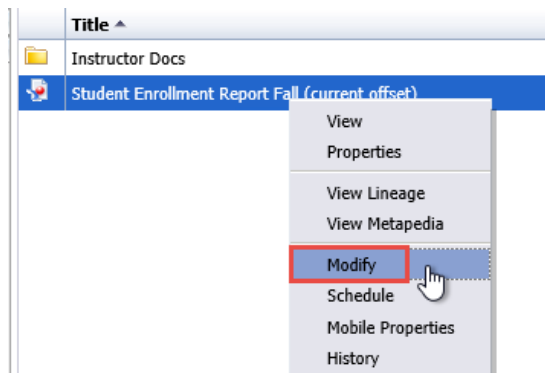 Title
Instructor Docs
Student Enrollment Report Fall (current offset)
View
Properties
View Lineage
View Metapedia
Modify
Schedule
Mobile Properties
History